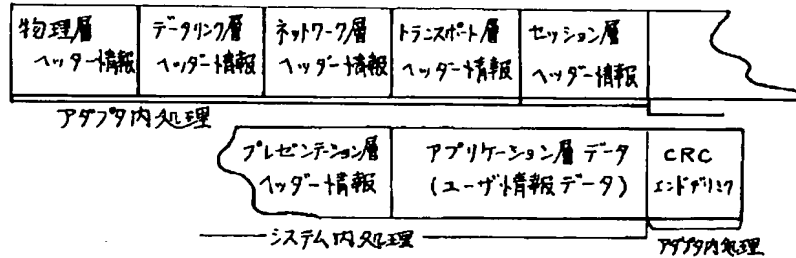 物理層
ヘッダー情報
データリンク層
ヘッダー情報
ネットワーク層
ヘッダー情報
トランスポート層
ヘッダー情報
セッション層
ヘッダー情報
アダプタ内処理
プレゼンテーション層
ヘッダー情報
アプリケーション層 データ
(ユーザ情報データ)
CRC
エンドデリミタ
システム内処理
アダプタ内処理